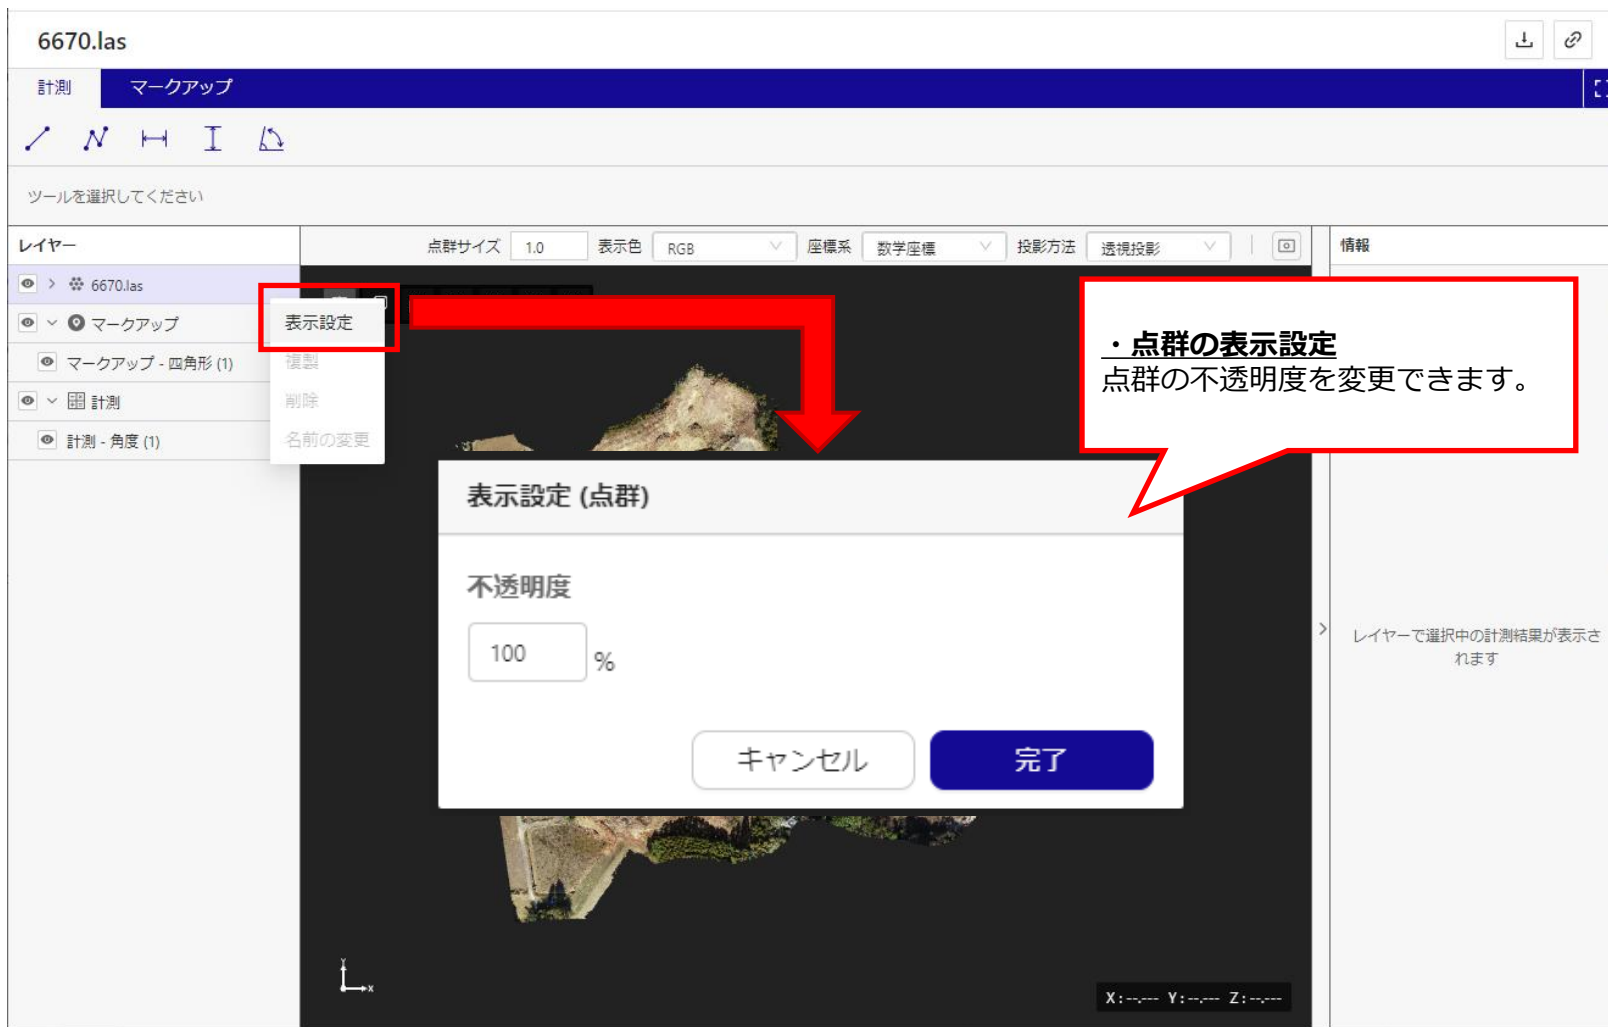 6670.las
計測 マークアップ
ツールを選択してください
レイヤー
点群サイズ 1.0 表示色 RGB 座標系 数学座標 投影方法 透視投影
情報
6670.las
マークアップ
マークアップ - 四角形 (1)
計測
計測 - 角度 (1)
表示設定
複製
削除
名前の変更
・点群の表示設定
点群の不透明度を変更できます。
表示設定 (点群)
不透明度
100 %
キャンセル 完了
レイヤーで選択中の計測結果が表示さ
れます
Y
X
X:--.--- Y:--.--- Z:--.---